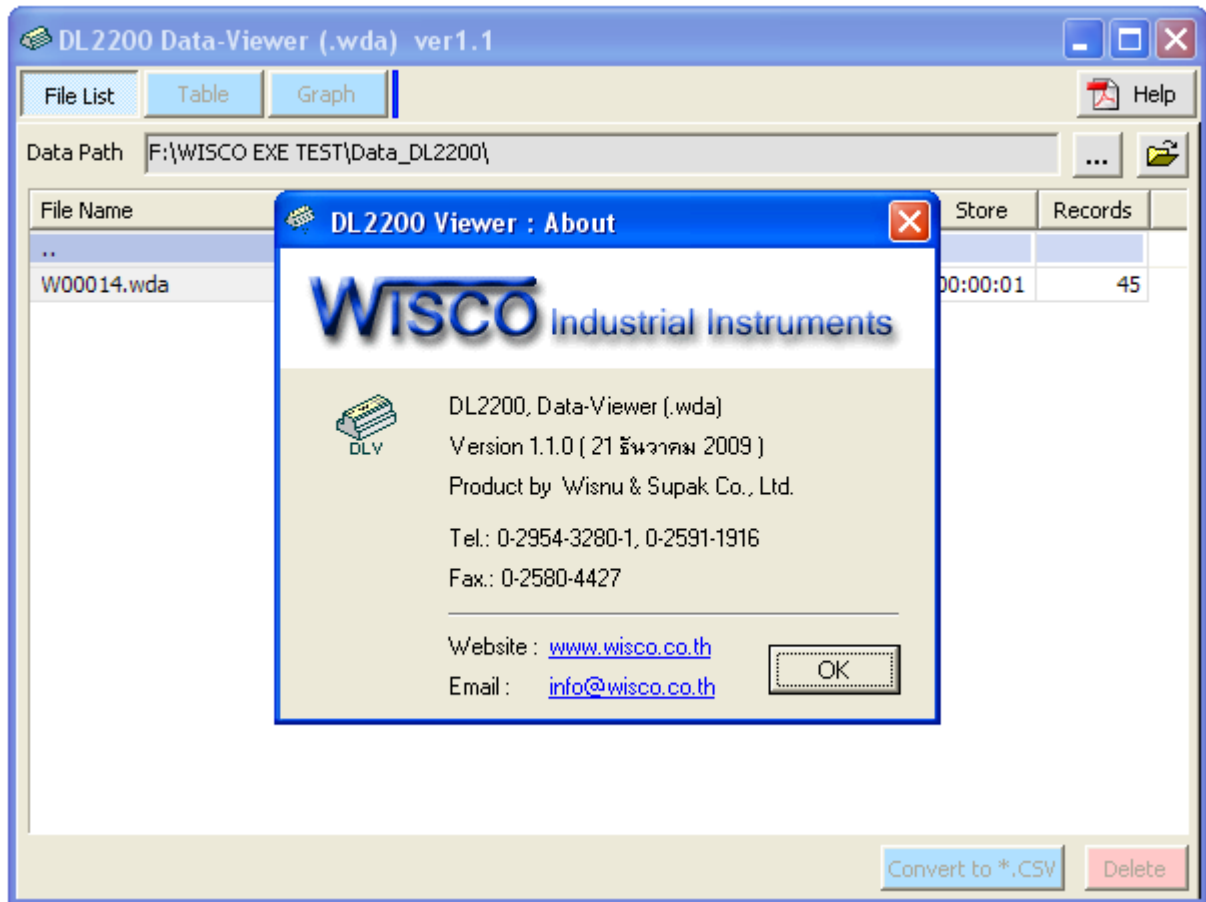 DL2200 Data-Viewer (.wda) ver1.1
File List Table Graph Help
Data Path F:\WISCO EXE TEST\Data_DL2200\ ...
File Name Store Records
..
W00014.wda 00:00:01 45
DL2200 Viewer : About
WISCO Industrial Instruments
DLV
DL2200, Data-Viewer (.wda)
Version 1.1.0 ( 21 ธันวาคม 2009 )
Product by Wisnu & Supak Co., Ltd.
Tel.: 0-2954-3280-1, 0-2591-1916
Fax.: 0-2580-4427
Website : www.wisco.co.th
Email : info@wisco.co.th
OK
Convert to *.CSV Delete